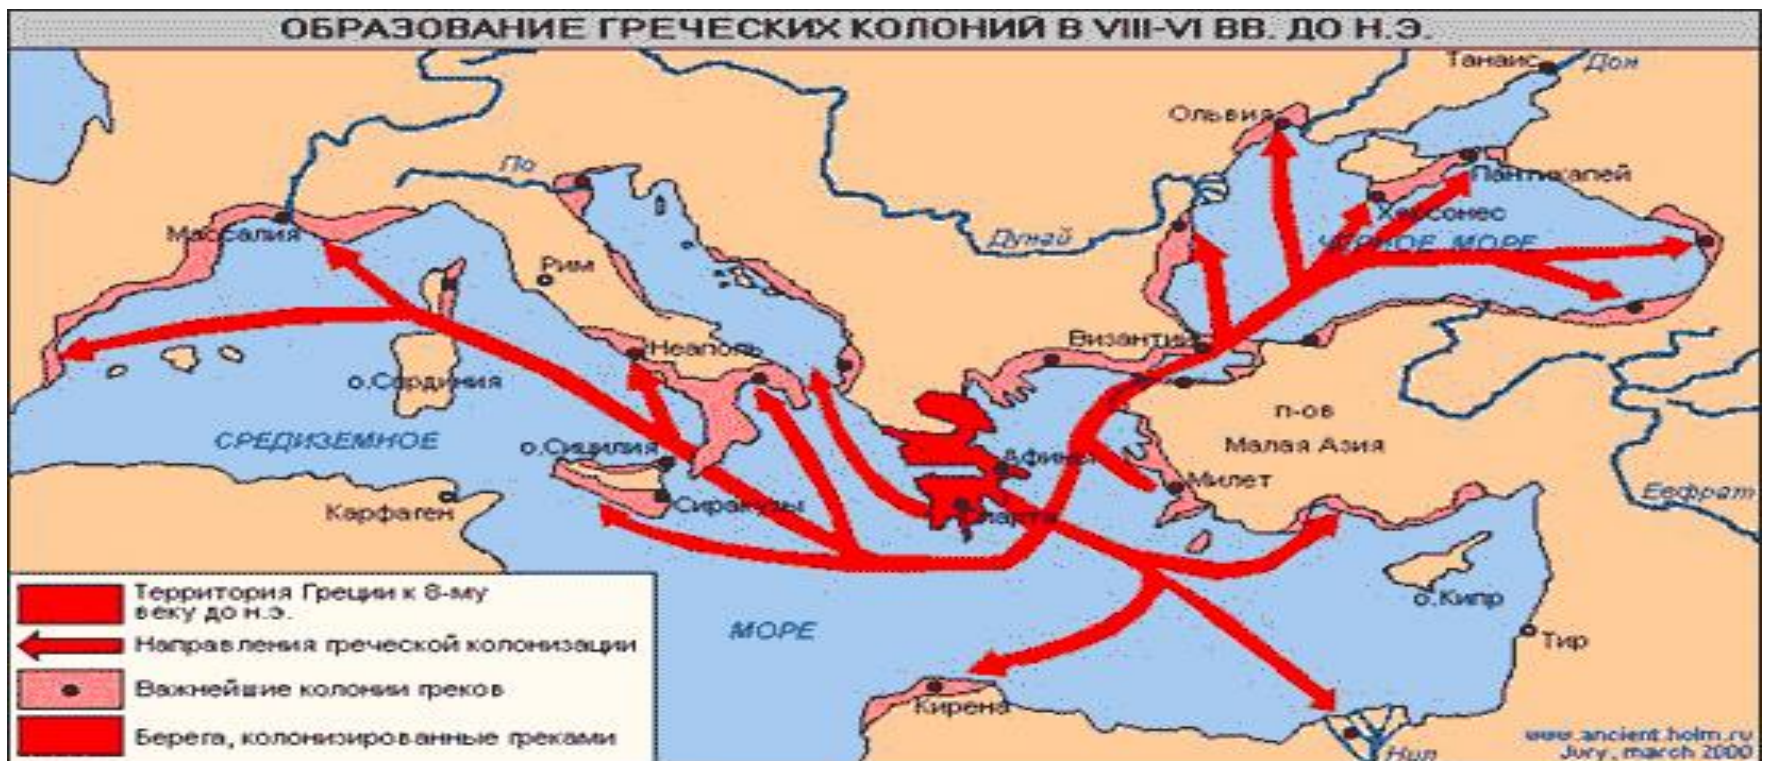 ОБРАЗОВАНИЕ ГРЕЧЕСКИХ КОЛОНИЙ В VIII-VI ВВ. ДО Н.Э.
Танаис
Дон
Ольвия
По
Пантикапей
Массалия
Херсонес
Дунай
ЧЕРНОЕ МОРЕ
Рим
Византий
Неаполь
о.Сардиния
п-ов
Малая Азия
СРЕДИЗЕМНОЕ
о.Сицилия
Афины
Милет
Евфрат
Карфаген
Сиракузы
Спарта
о.Кипр
МОРЕ
Тир
Кирена
Нил
Территория Греции к 8-му
веку до н.э.
Направления греческой колонизации
Важнейшие колонии греков
Берега, колонизированные греками
www.ancient.holm.ru
Jury, march 2000